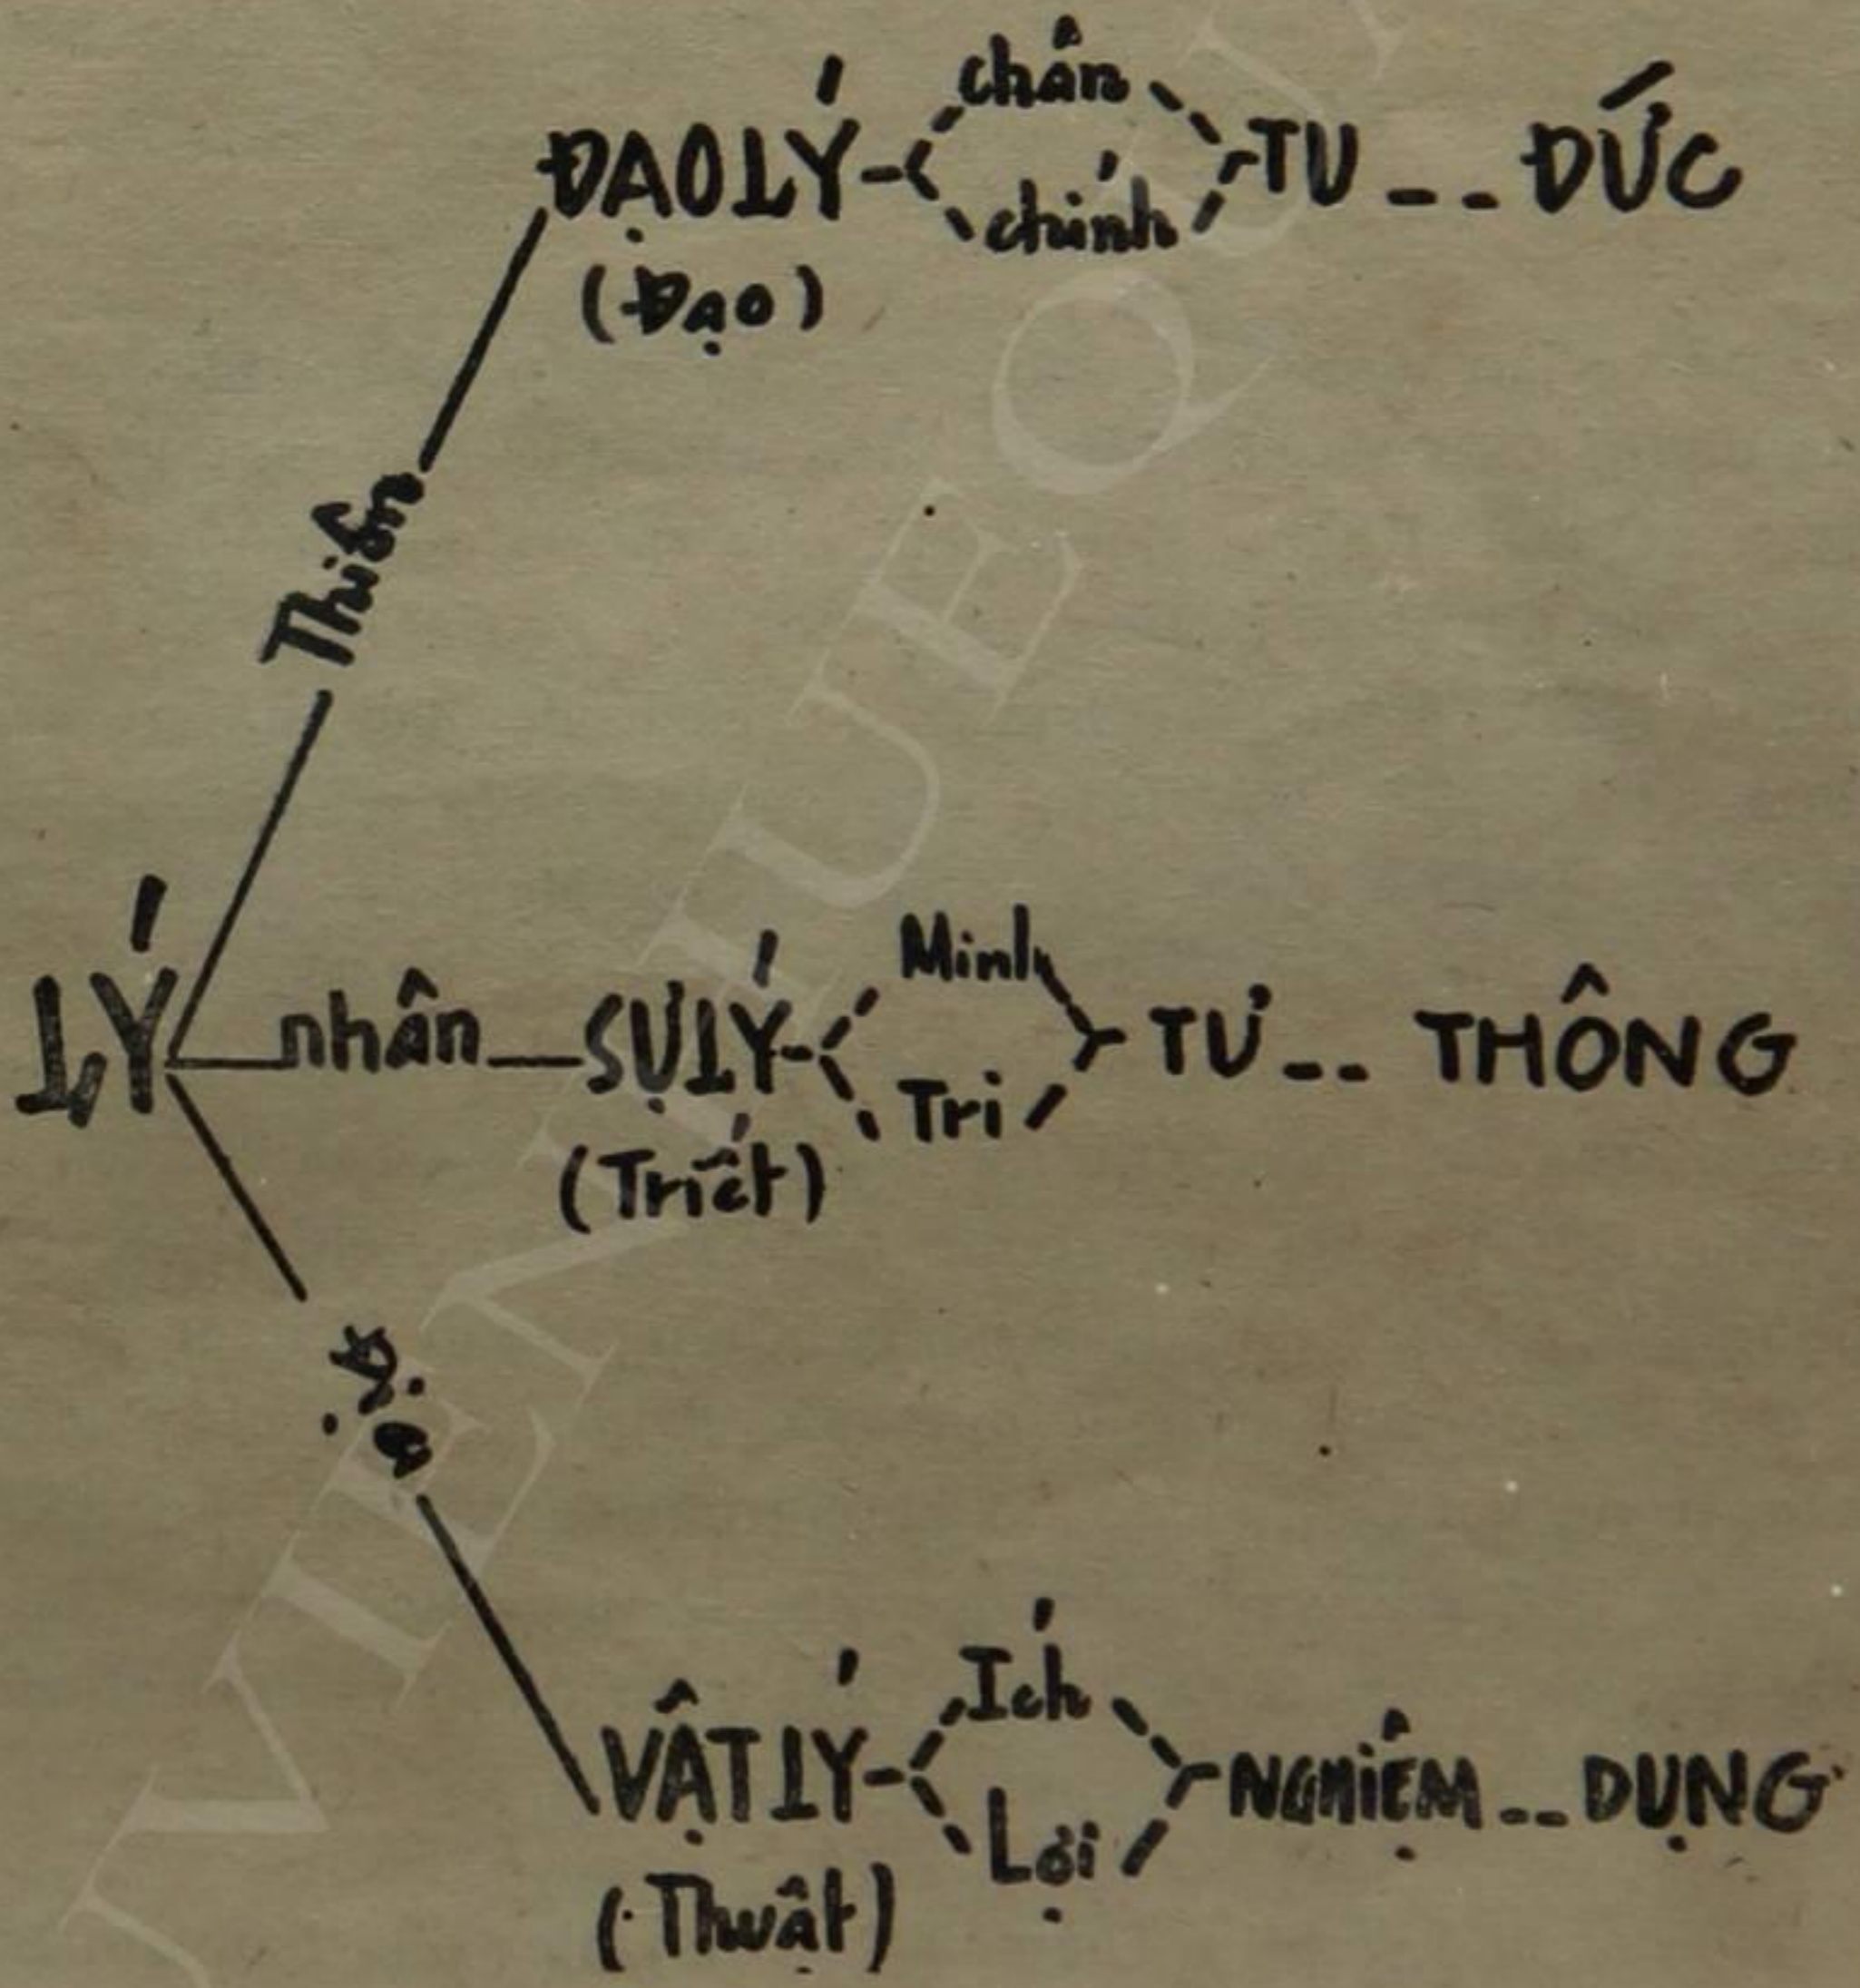 chân
ĐẠO LÝ TU -- ĐỨC
chính
(Đạo)
Thiên
LÝ nhân SỰ LÝ TƯ -- THÔNG
Minh
Tri
(Triết)
Địa
Ích
VẬT LÝ NGHIỆM -- DỤNG
Lợi
(Thuật)